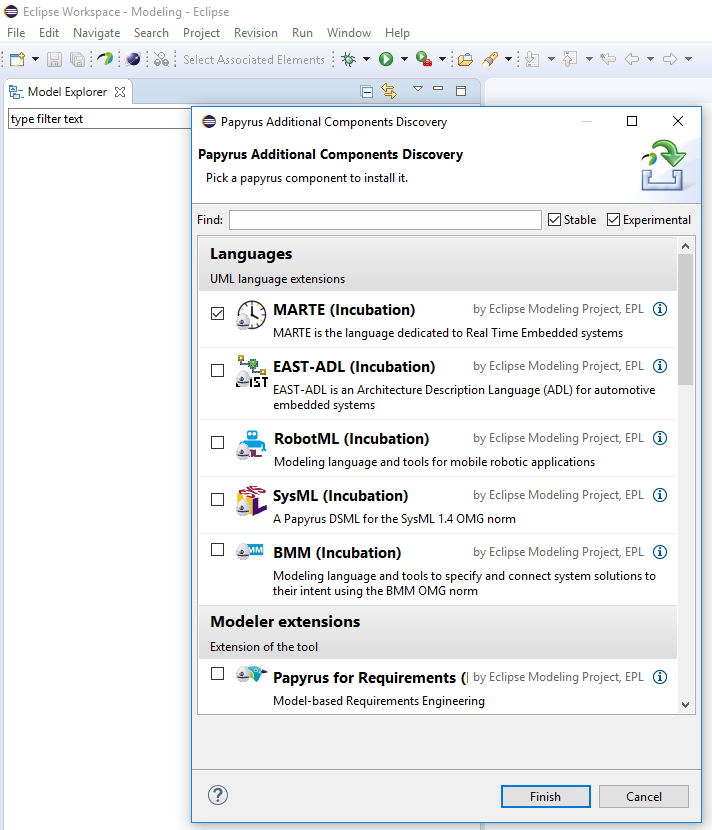 Eclipse Workspace - Modeling - Eclipse
File Edit Navigate Search Project Revision Run Window Help
Select Associated Elements
Model Explorer
type filter text
Papyrus Additional Components Discovery
Papyrus Additional Components Discovery
Pick a papyrus component to install it.
Find: Stable Experimental
Languages
UML language extensions
MARTE (Incubation) by Eclipse Modeling Project, EPL
MARTE is the language dedicated to Real Time Embedded systems
EAST-ADL (Incubation) by Eclipse Modeling Project, EPL
EAST-ADL is an Architecture Description Language (ADL) for automotive
embedded systems
RobotML (Incubation) by Eclipse Modeling Project, EPL
Modeling language and tools for mobile robotic applications
SysML (Incubation) by Eclipse Modeling Project, EPL
A Papyrus DSML for the SysML 1.4 OMG norm
BMM (Incubation) by Eclipse Modeling Project, EPL
Modeling language and tools to specify and connect system solutions to
their intent using the BMM OMG norm
Modeler extensions
Extension of the tool
Papyrus for Requirements ( by Eclipse Modeling Project, EPL
Model-based Requirements Engineering
Finish Cancel